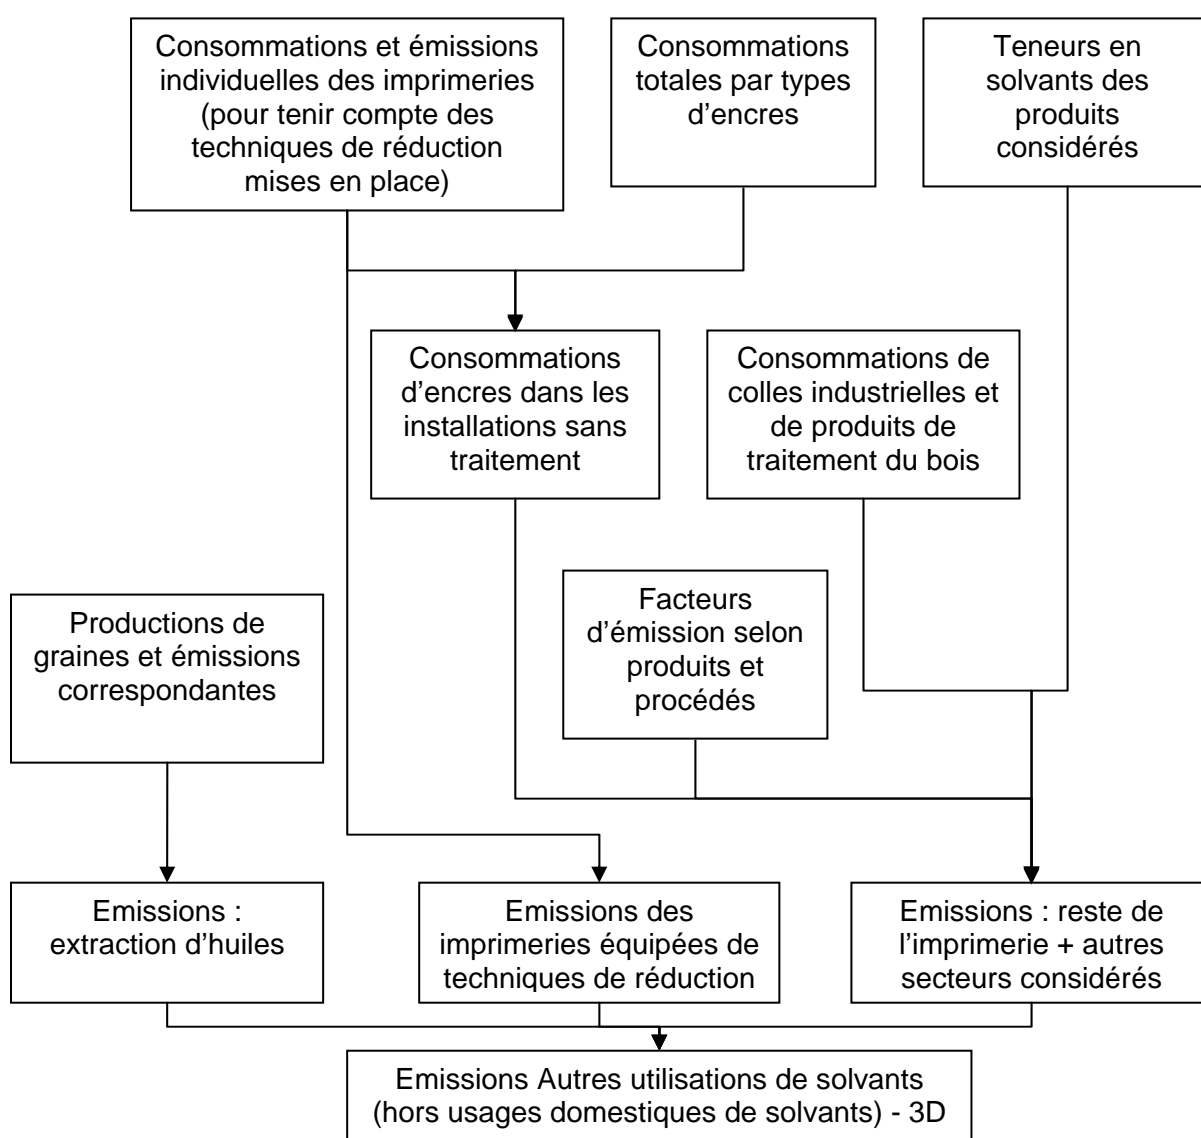 Consommations et émissions
individuelles des imprimeries
(pour tenir compte des
techniques de réduction
mises en place)
Consommations
totales par types
d’encres
Teneurs en
solvants des
produits
considérés
Consommations
d’encres dans les
installations sans
traitement
Consommations de
colles industrielles et
de produits de
traitement du bois
Facteurs
d’émission selon
produits et
procédés
Productions de
graines et émissions
correspondantes
Emissions :
extraction d’huiles
Emissions des
imprimeries équipées de
techniques de réduction
Emissions : reste de
l’imprimerie + autres
secteurs considérés
Emissions Autres utilisations de solvants
(hors usages domestiques de solvants) - 3D